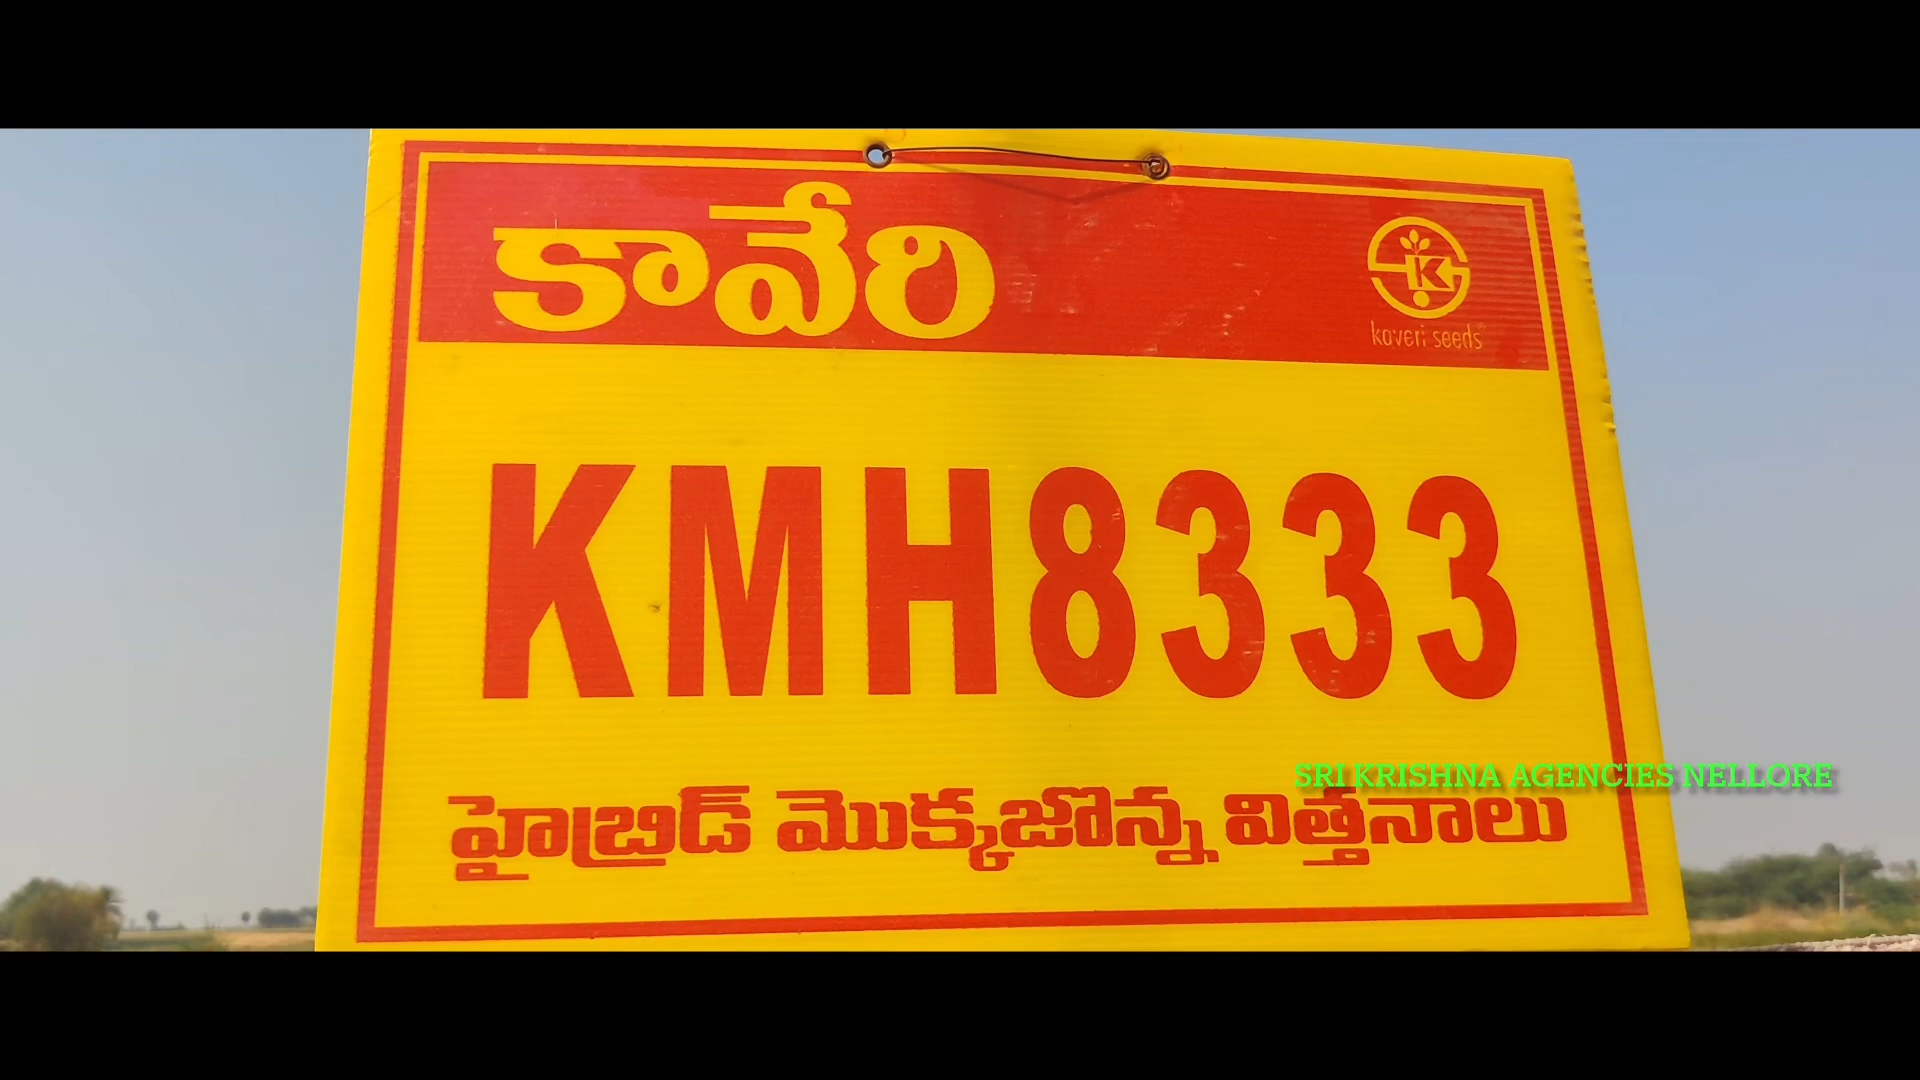 కావేరి
kaveri seeds
KMH8333
SRI KRISHNA AGENCIES NELLORE
హైబ్రిడ్ మొక్కజొన్న విత్తనాలు